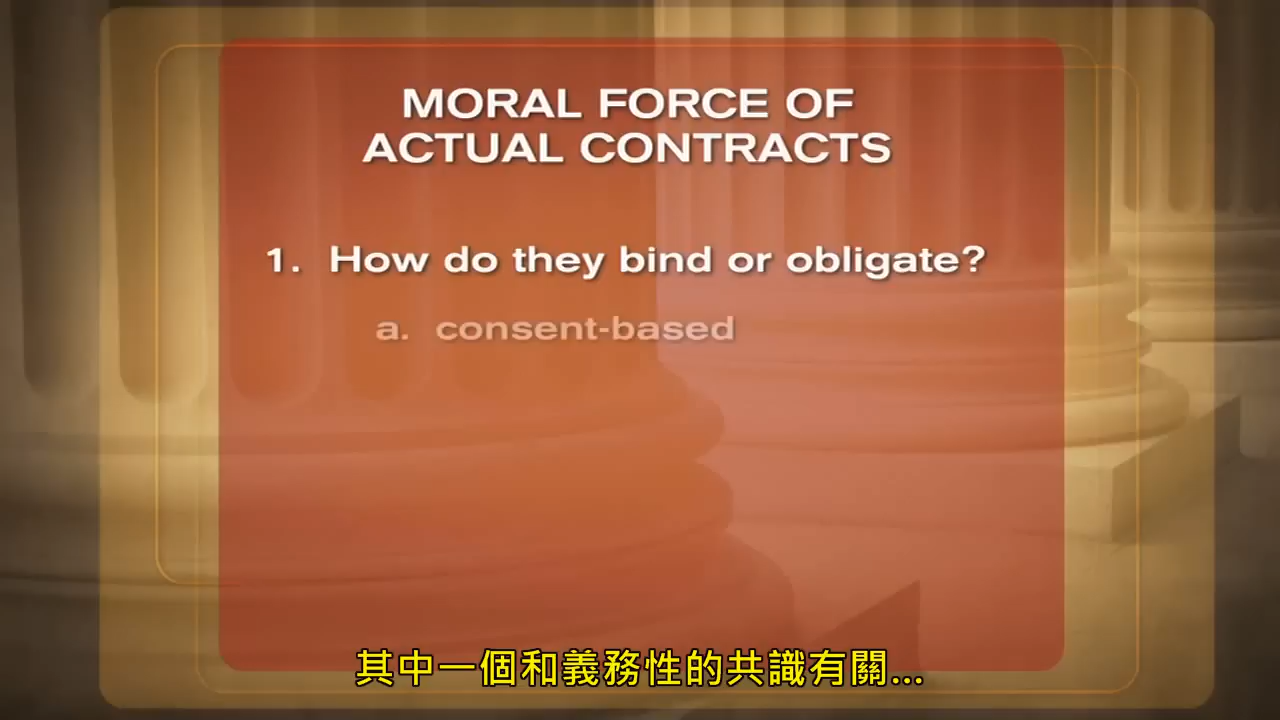 MORAL FORCE OF
ACTUAL CONTRACTS
1. How do they bind or obligate?
a. consent-based
其中一個和義務性的共識有關...